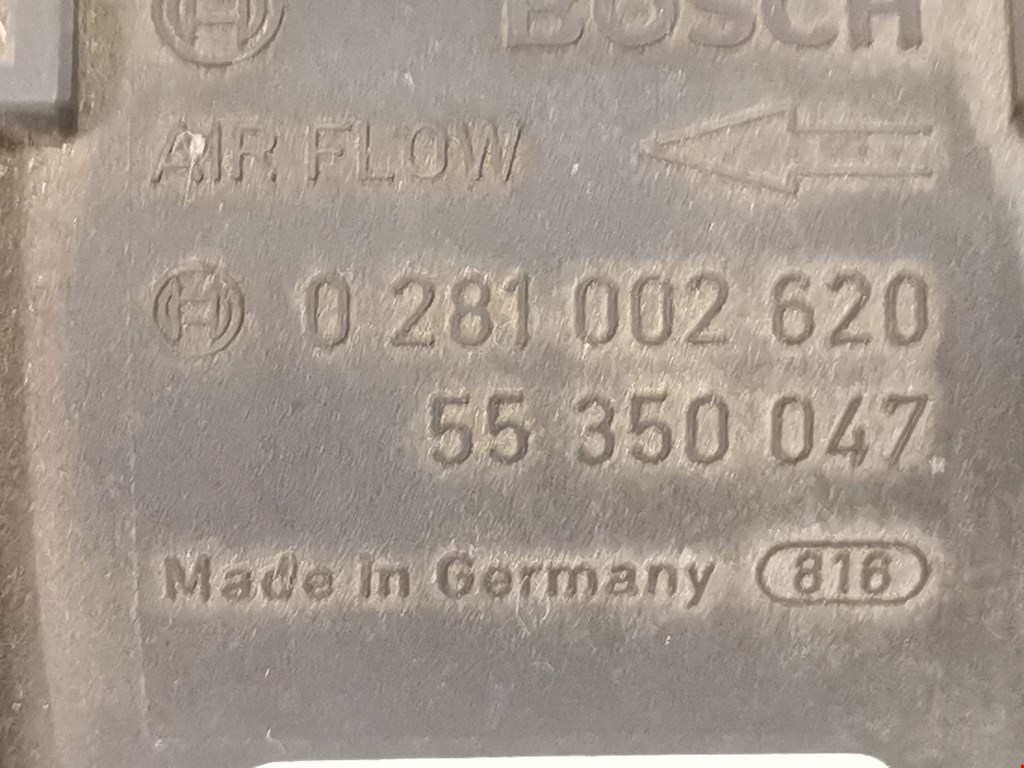 BOSCH
AIR FLOW
0 281 002 620
55 350 047
Made in Germany 816